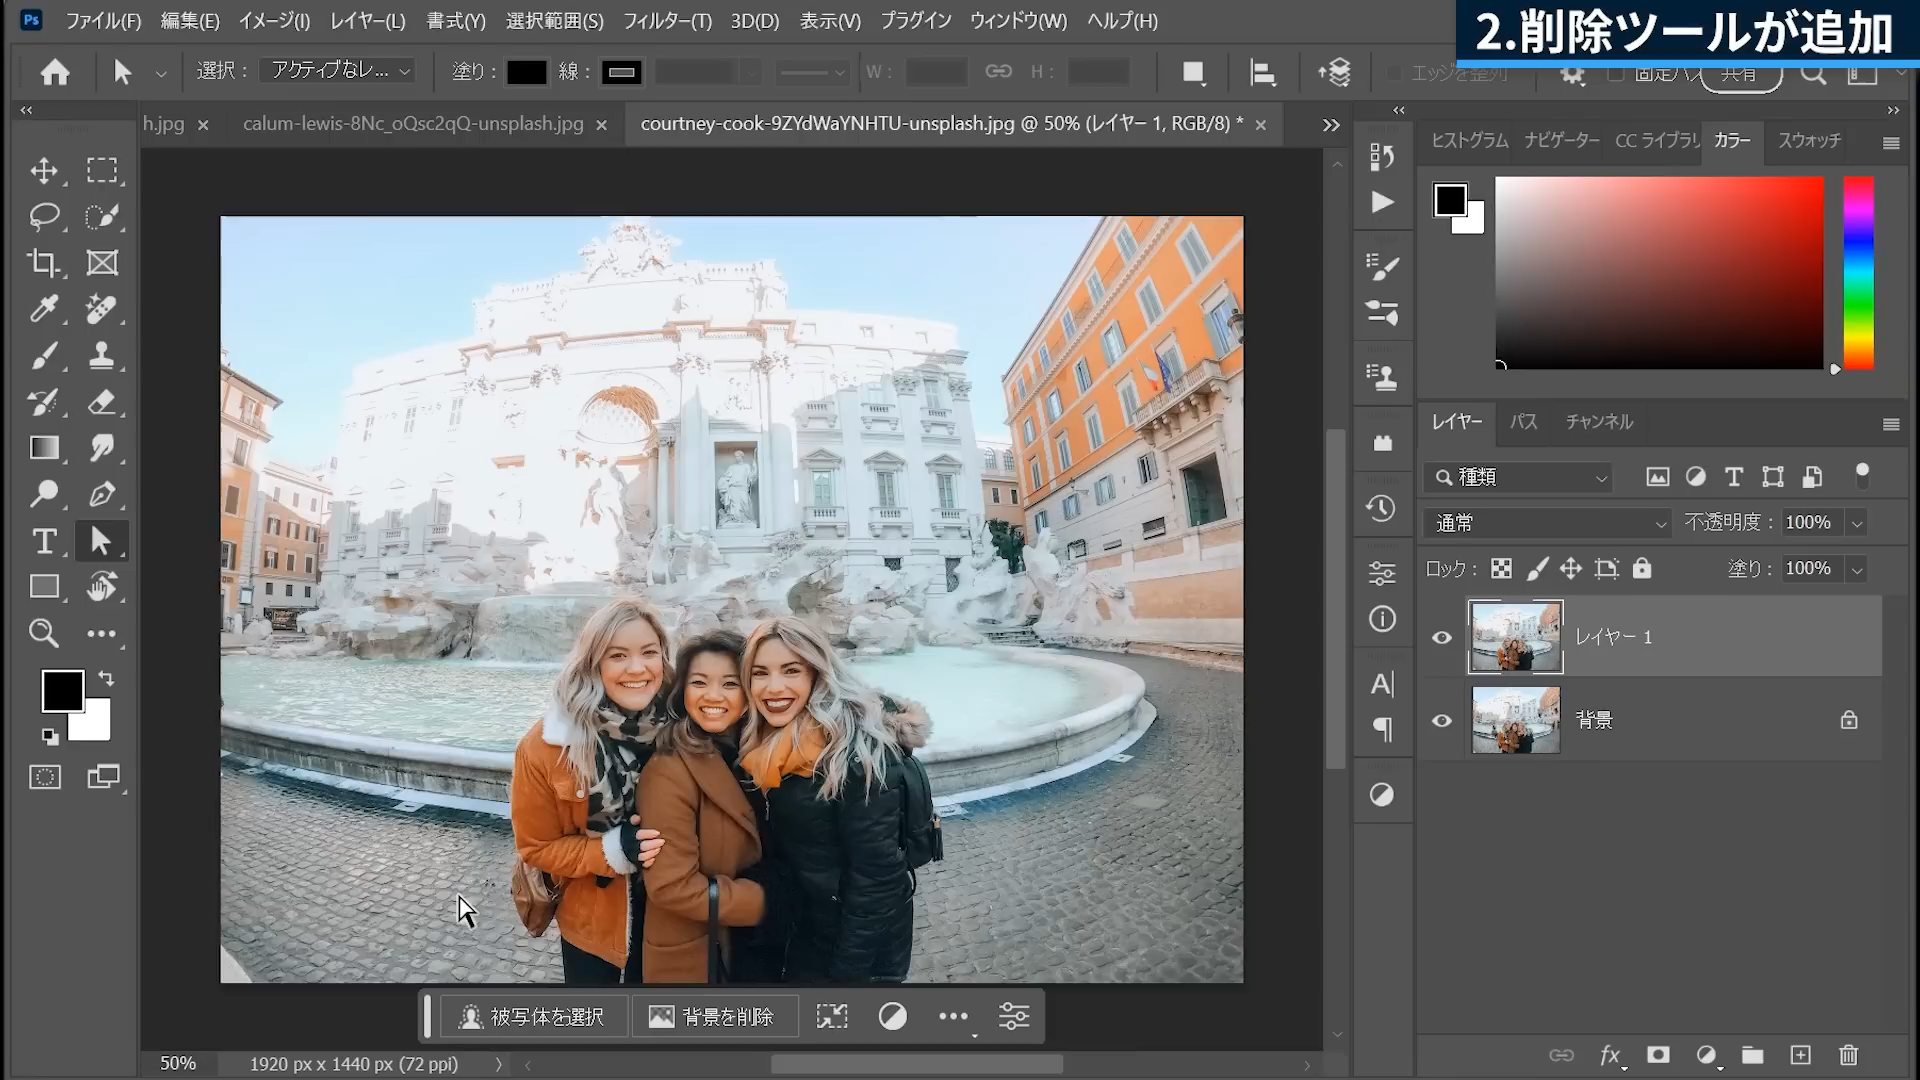 2.削除ツールが追加
Ps ファイル(F) 編集(E) イメージ(I) レイヤー(L) 書式(Y) 選択範囲(S) フィルター(T) 3D(D) 表示(V) プラグイン ウィンドウ(W) ヘルプ(H)
選択： アクティブなレ... 塗り： 線： W： H： エッジを整列 共有
h.jpg calum-lewis-8Nc_oQsc2qQ-unsplash.jpg courtney-cook-9ZYdWaYNHTU-unsplash.jpg @ 50% (レイヤー 1, RGB/8) *
ヒストグラム ナビゲーター CC ライブラリ カラー スウォッチ
レイヤー パス チャンネル
種類
通常 不透明度： 100%
ロック： 塗り： 100%
レイヤー 1
背景
被写体を選択 背景を削除
50% 1920 px x 1440 px (72 ppi)